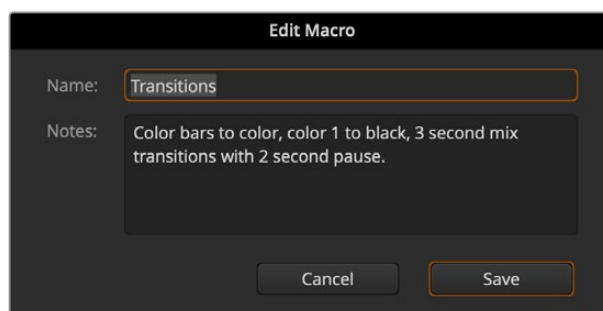 Edit Macro
Name: Transitions
Notes: Color bars to color, color 1 to black, 3 second mix
transitions with 2 second pause.
Cancel Save